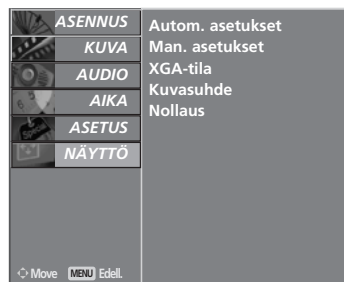 ASENNUS
KUVA
AUDIO
AIKA
ASETUS
NÄYTTÖ
Autom. asetukset
Man. asetukset
XGA-tila
Kuvasuhde
Nollaus
Move MENU Edell.